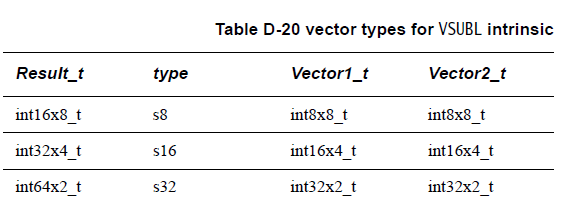 Table D-20 vector types for VSUBL intrinsic
Result_t type Vector1_t Vector2_t
int16x8_t s8 int8x8_t int8x8_t
int32x4_t s16 int16x4_t int16x4_t
int64x2_t s32 int32x2_t int32x2_t